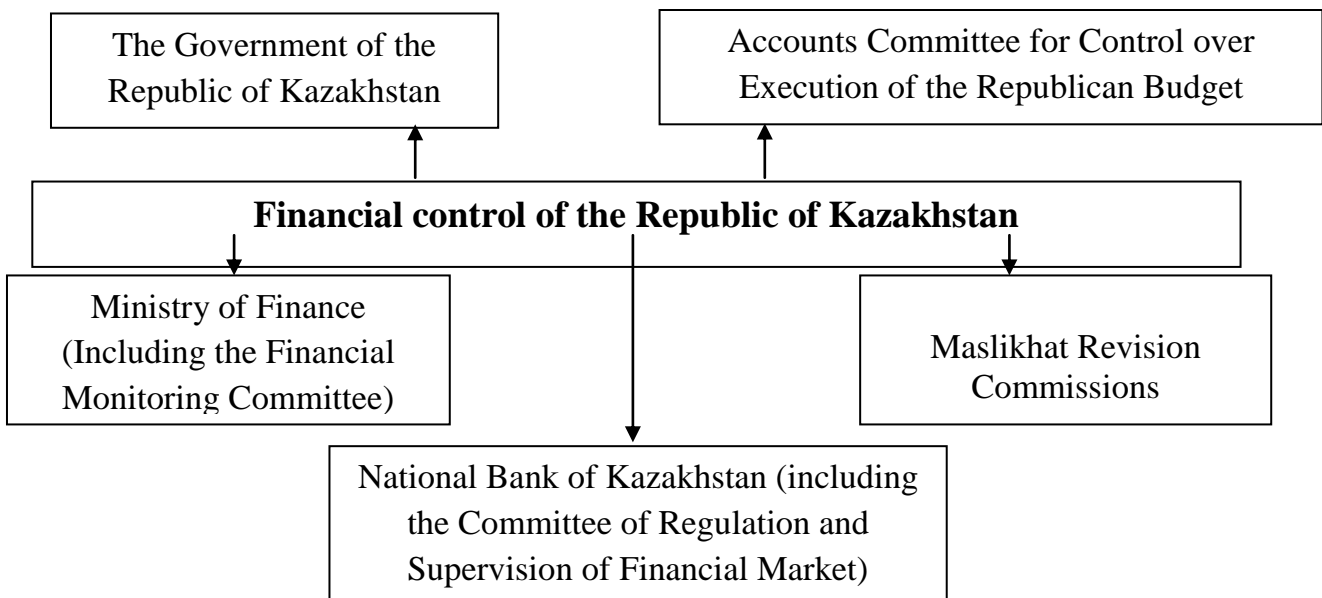 The Government of the
Republic of Kazakhstan
Accounts Committee for Control over
Execution of the Republican Budget
Financial control of the Republic of Kazakhstan
Ministry of Finance
(Including the Financial
Monitoring Committee)
Maslikhat Revision
Commissions
National Bank of Kazakhstan (including
the Committee of Regulation and
Supervision of Financial Market)